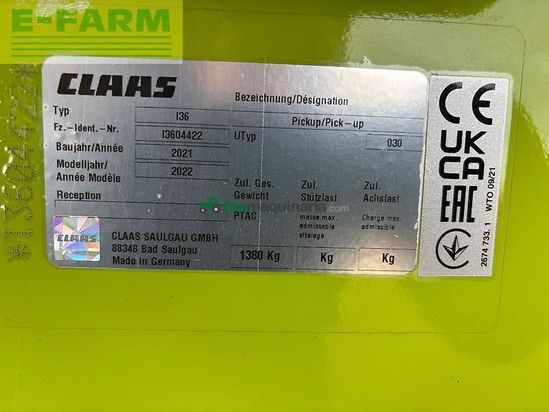 E-FARM
CLAAS
Bezeichnung/Désignation
Typ I36 Pickup/Pick-up
Fz.-Ident.-Nr. I3604422 UTyp 030
Baujahr/Année 2021
Modelljahr/
Année Modèle 2022
Reception
Zul. Ges. Zul. Zul.
Gewicht Stützlast Achslast
PTAC masse max. Charge max.
admissable admissible
attelage
CLAAS
CLAAS SAULGAU GMBH
88348 Bad Saulgau
Made in Germany
1380 Kg Kg Kg
CE
UK
CA
EAC
WTO 09/21
2674 733. 1
*I3604422*